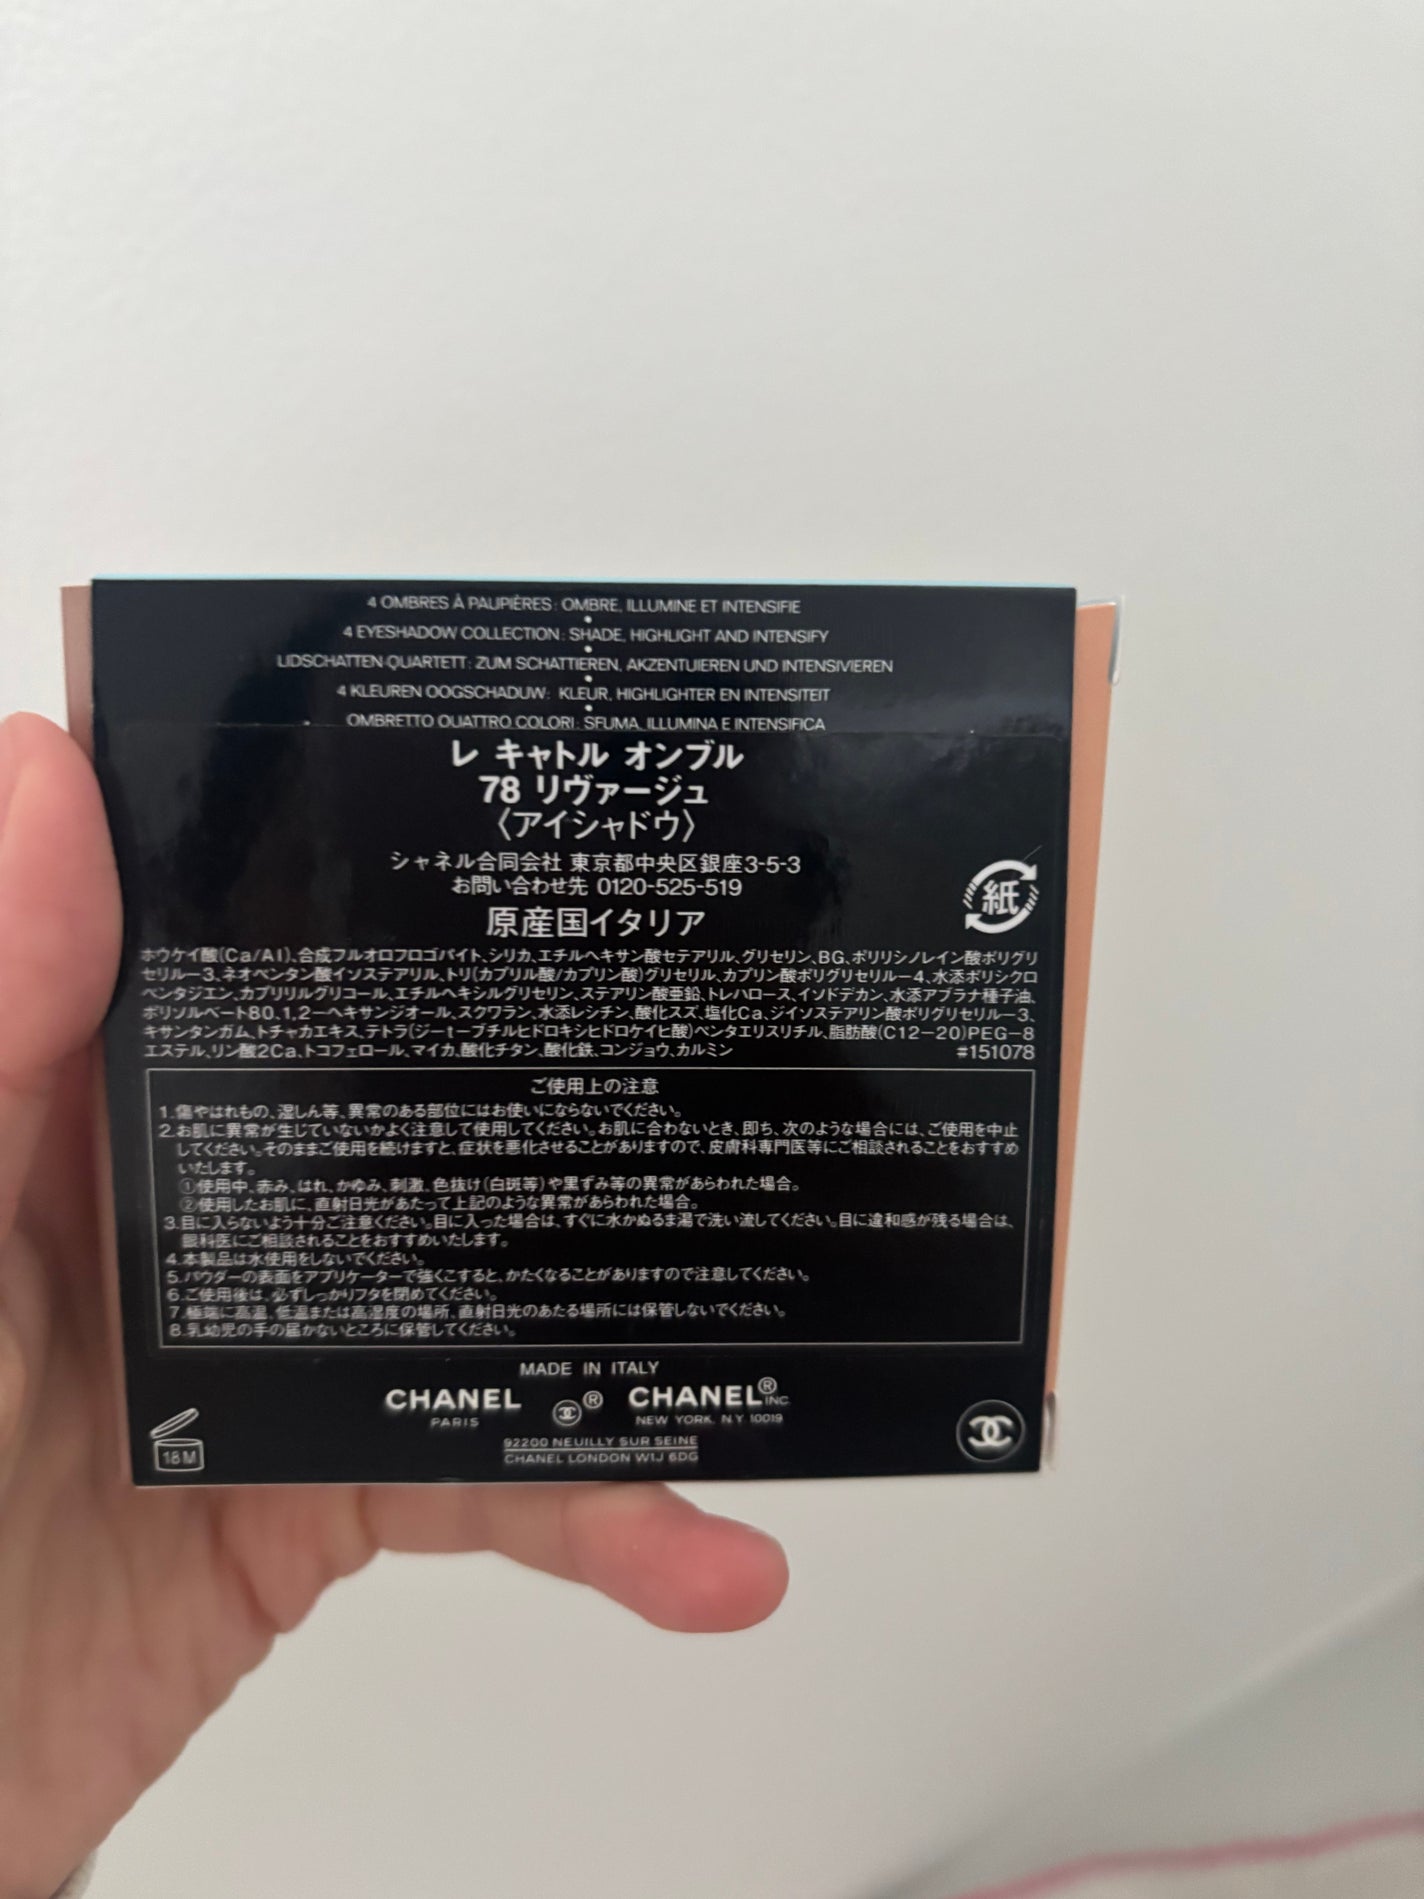 4 OMBRES À PAUPIÈRES : OMBRE, ILLUMINE ET INTENSIFIE
4 EYESHADOW COLLECTION : SHADE, HIGHLIGHT AND INTENSIFY
LIDSCHATTEN-QUARTETT : ZUM SCHATTIEREN, AKZENTUIEREN UND INTENSIVIEREN
4 KLEUREN OOGSCHADUW : KLEUR, HIGHLIGHTER EN INTENSITEIT
OMBRETTO QUATTRO COLORI : SFUMA, ILLUMINA E INTENSIFICA
レ キャトル オンブル
78 リヴァージュ
〈アイシャドウ〉
シャネル合同会社 東京都中央区銀座3-5-3
お問い合わせ先 0120-525-519
原産国イタリア
紙
ホウケイ酸(Ca/Al)、合成フルオロフロゴパイト、シリカ、エチルヘキサン酸セテアリル、グリセリン、BG、ポリリシノレイン酸ポリグリ
セリル−3、ネオペンタン酸イソステアリル、トリ(カプリル酸/カプリン酸)グリセリル、カプリン酸ポリグリセリル−4、水添ポリシクロ
ペンタジエン、カプリリルグリコール、エチルヘキシルグリセリン、ステアリン酸亜鉛、トレハロース、イソドデカン、水添アブラナ種子油、
ポリソルベート80、1,2−ヘキサンジオール、スクワラン、水添レシチン、酸化スズ、塩化Ca、ジイソステアリン酸ポリグリセリル−3、
キサンタンガム、トチャカエキス、テトラ(ジ−t−ブチルヒドロキシヒドロケイヒ酸)ペンタエリスリチル、脂肪酸(C12−20)PEG−8
エステル、リン酸2Ca、トコフェロール、マイカ、酸化チタン、酸化鉄、コンジョウ、カルミン #151078
ご使用上の注意
1.傷やはれもの、湿しん等、異常のある部位にはお使いにならないでください。
2.お肌に異常が生じていないかよく注意して使用してください。お肌に合わないとき、即ち、次のような場合には、ご使用を中止
してください。そのままご使用を続けますと、症状を悪化させることがありますので、皮膚科専門医等にご相談されることをおすすめ
いたします。
①使用中、赤み、はれ、かゆみ、刺激、色抜け(白斑等)や黒ずみ等の異常があらわれた場合。
②使用したお肌に、直射日光があたって上記のような異常があらわれた場合。
3.目に入らないよう十分ご注意ください。目に入った場合は、すぐに水かぬるま湯で洗い流してください。目に違和感が残る場合は、
眼科医にご相談されることをおすすめいたします。
4.本製品は水使用をしないでください。
5.パウダーの表面をアプリケーターで強くこすると、かたくなることがありますので注意してください。
6.ご使用後は、必ずしっかりフタを閉めてください。
7.極端に高温、低温または高湿度の場所、直射日光のあたる場所には保管しないでください。
8.乳幼児の手の届かないところに保管してください。
MADE IN ITALY
CHANEL ® CHANEL® INC
PARIS NEW YORK, N.Y. 10019
92200 NEUILLY SUR SEINE
CHANEL LONDON W1J 6DG
18M